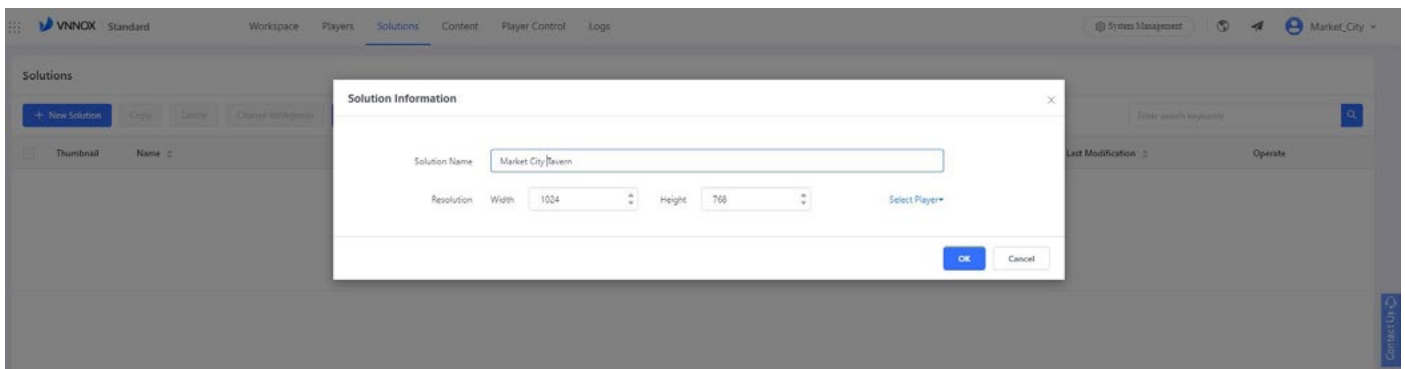 VNNOX Standard Workspace Players Solutions Content Player Control Logs System Management Market_City
Solutions
Solution Information
+ New Solution Copy Delete Change Workgroup Enter search keywords
Thumbnail Name Last Modification Operate
Solution Name Market City Tavern
Resolution Width 1024 Height 768 Select Player
OK Cancel
Contact Us